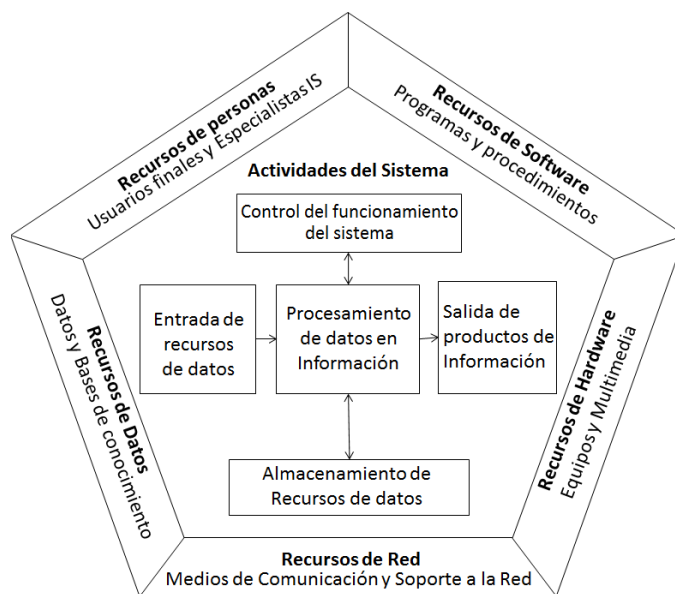 Recursos de personas
Usuarios finales y Especialistas IS
Recursos de Software
Programas y procedimientos
Actividades del Sistema
Control del funcionamiento
del sistema
Entrada de
recursos
de datos
Procesamiento
de datos en
Información
Salida de
productos de
Información
Almacenamiento de
Recursos de datos
Recursos de Datos
Datos y Bases de conocimiento
Recursos de Hardware
Equipos y Multimedia
Recursos de Red
Medios de Comunicación y Soporte a la Red